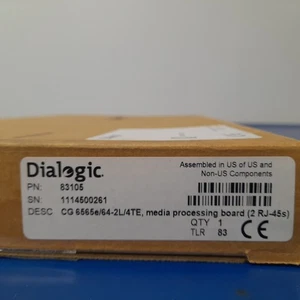 Dialogic.
Assembled in US of US and
Non-US Components
PN: 83105
SN 1114500261
DESC CG 6565e/64-2L/4TE, media processing board (2 RJ-45s)
QTY 1
TLR 83 CE